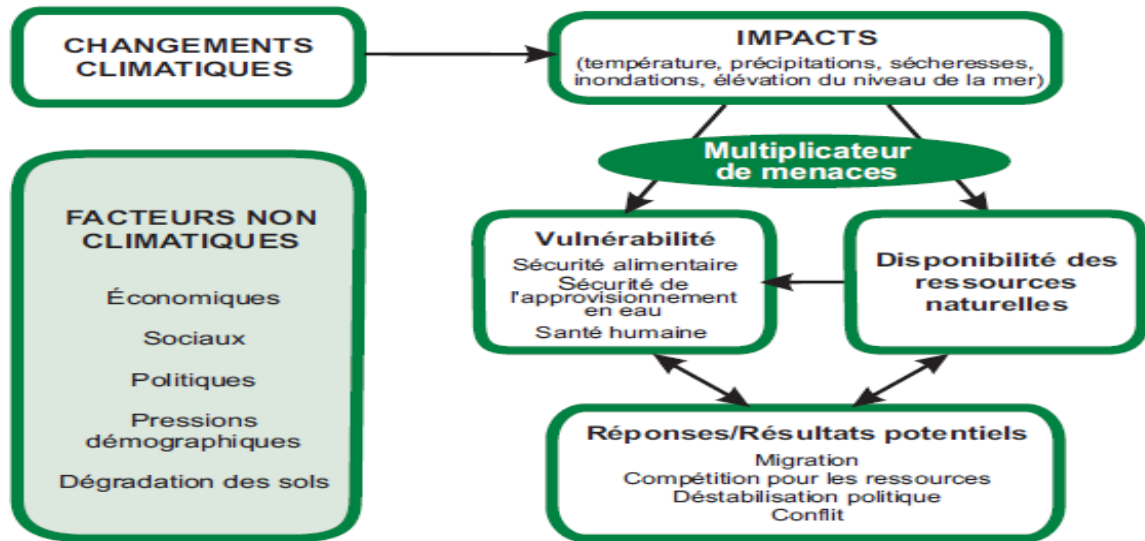 CHANGEMENTS
CLIMATIQUES
IMPACTS
(température, précipitations, sécheresses,
inondations, élévation du niveau de la mer)
Multiplicateur
de menaces
FACTEURS NON
CLIMATIQUES
Économiques
Sociaux
Politiques
Pressions
démographiques
Dégradation des sols
Vulnérabilité
Sécurité alimentaire
Sécurité de
l'approvisionnement
en eau
Santé humaine
Disponibilité des
ressources
naturelles
Réponses/Résultats potentiels
Migration
Compétition pour les ressources
Déstabilisation politique
Conflit